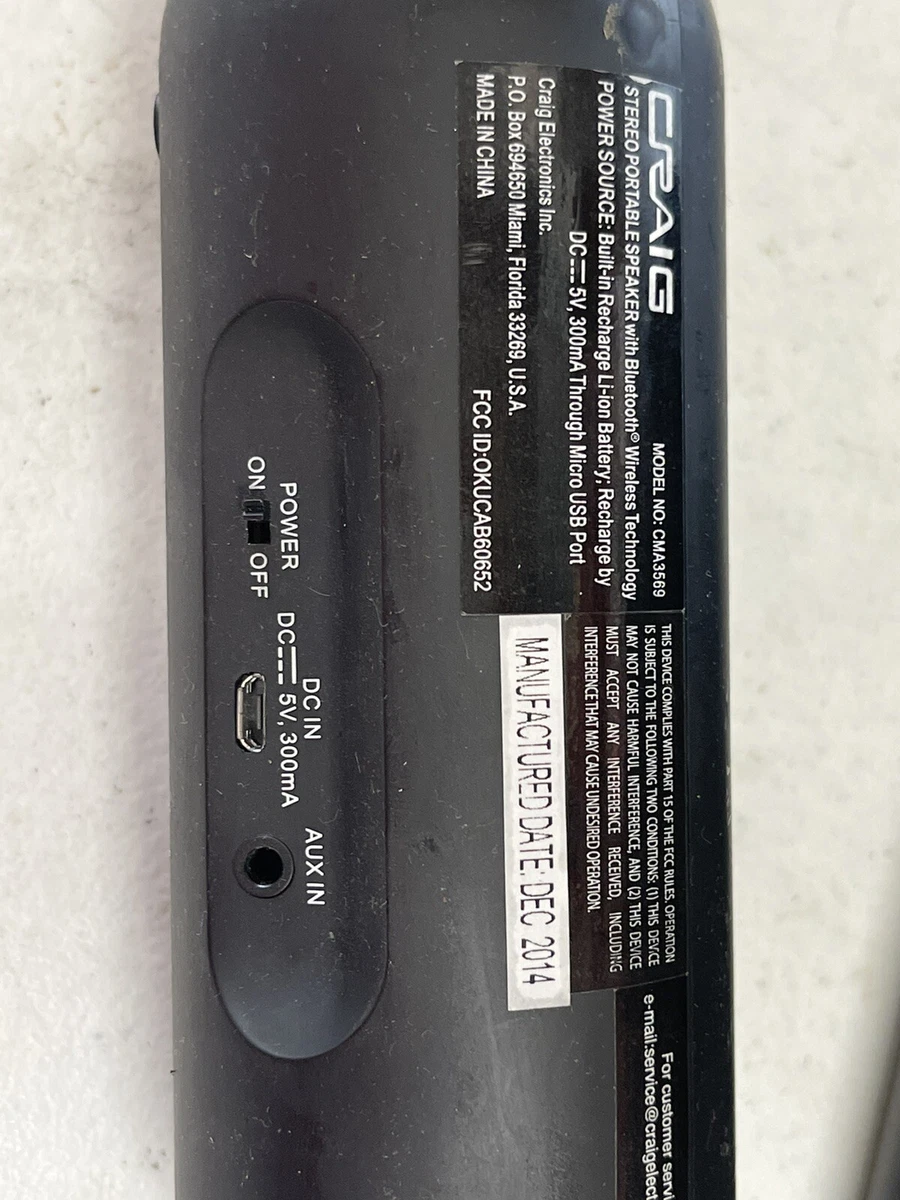 CRAIG
MODEL NO: CMA3569
STEREO PORTABLE SPEAKER with Bluetooth® Wireless Technology
POWER SOURCE: Built-in Recharge Li-ion Battery; Recharge by
DC 5V, 300mA Through Micro USB Port
Craig Electronics Inc.
P.O. Box 694650 Miami, Florida 33269, U.S.A.
MADE IN CHINA
FCC ID:OKUCAB60652
THIS DEVICE COMPLIES WITH PART 15 OF THE FCC RULES. OPERATION
IS SUBJECT TO THE FOLLOWING TWO CONDITIONS: (1) THIS DEVICE
MAY NOT CAUSE HARMFUL INTERFERENCE, AND (2) THIS DEVICE
MUST ACCEPT ANY INTERFERENCE RECEIVED, INCLUDING
INTERFERENCE THAT MAY CAUSE UNDESIRED OPERATION.
MANUFACTURED DATE: DEC 2014
For customer servi
e-mail:service@craigelect
POWER
ON OFF
DC IN
DC 5V, 300mA
AUX IN